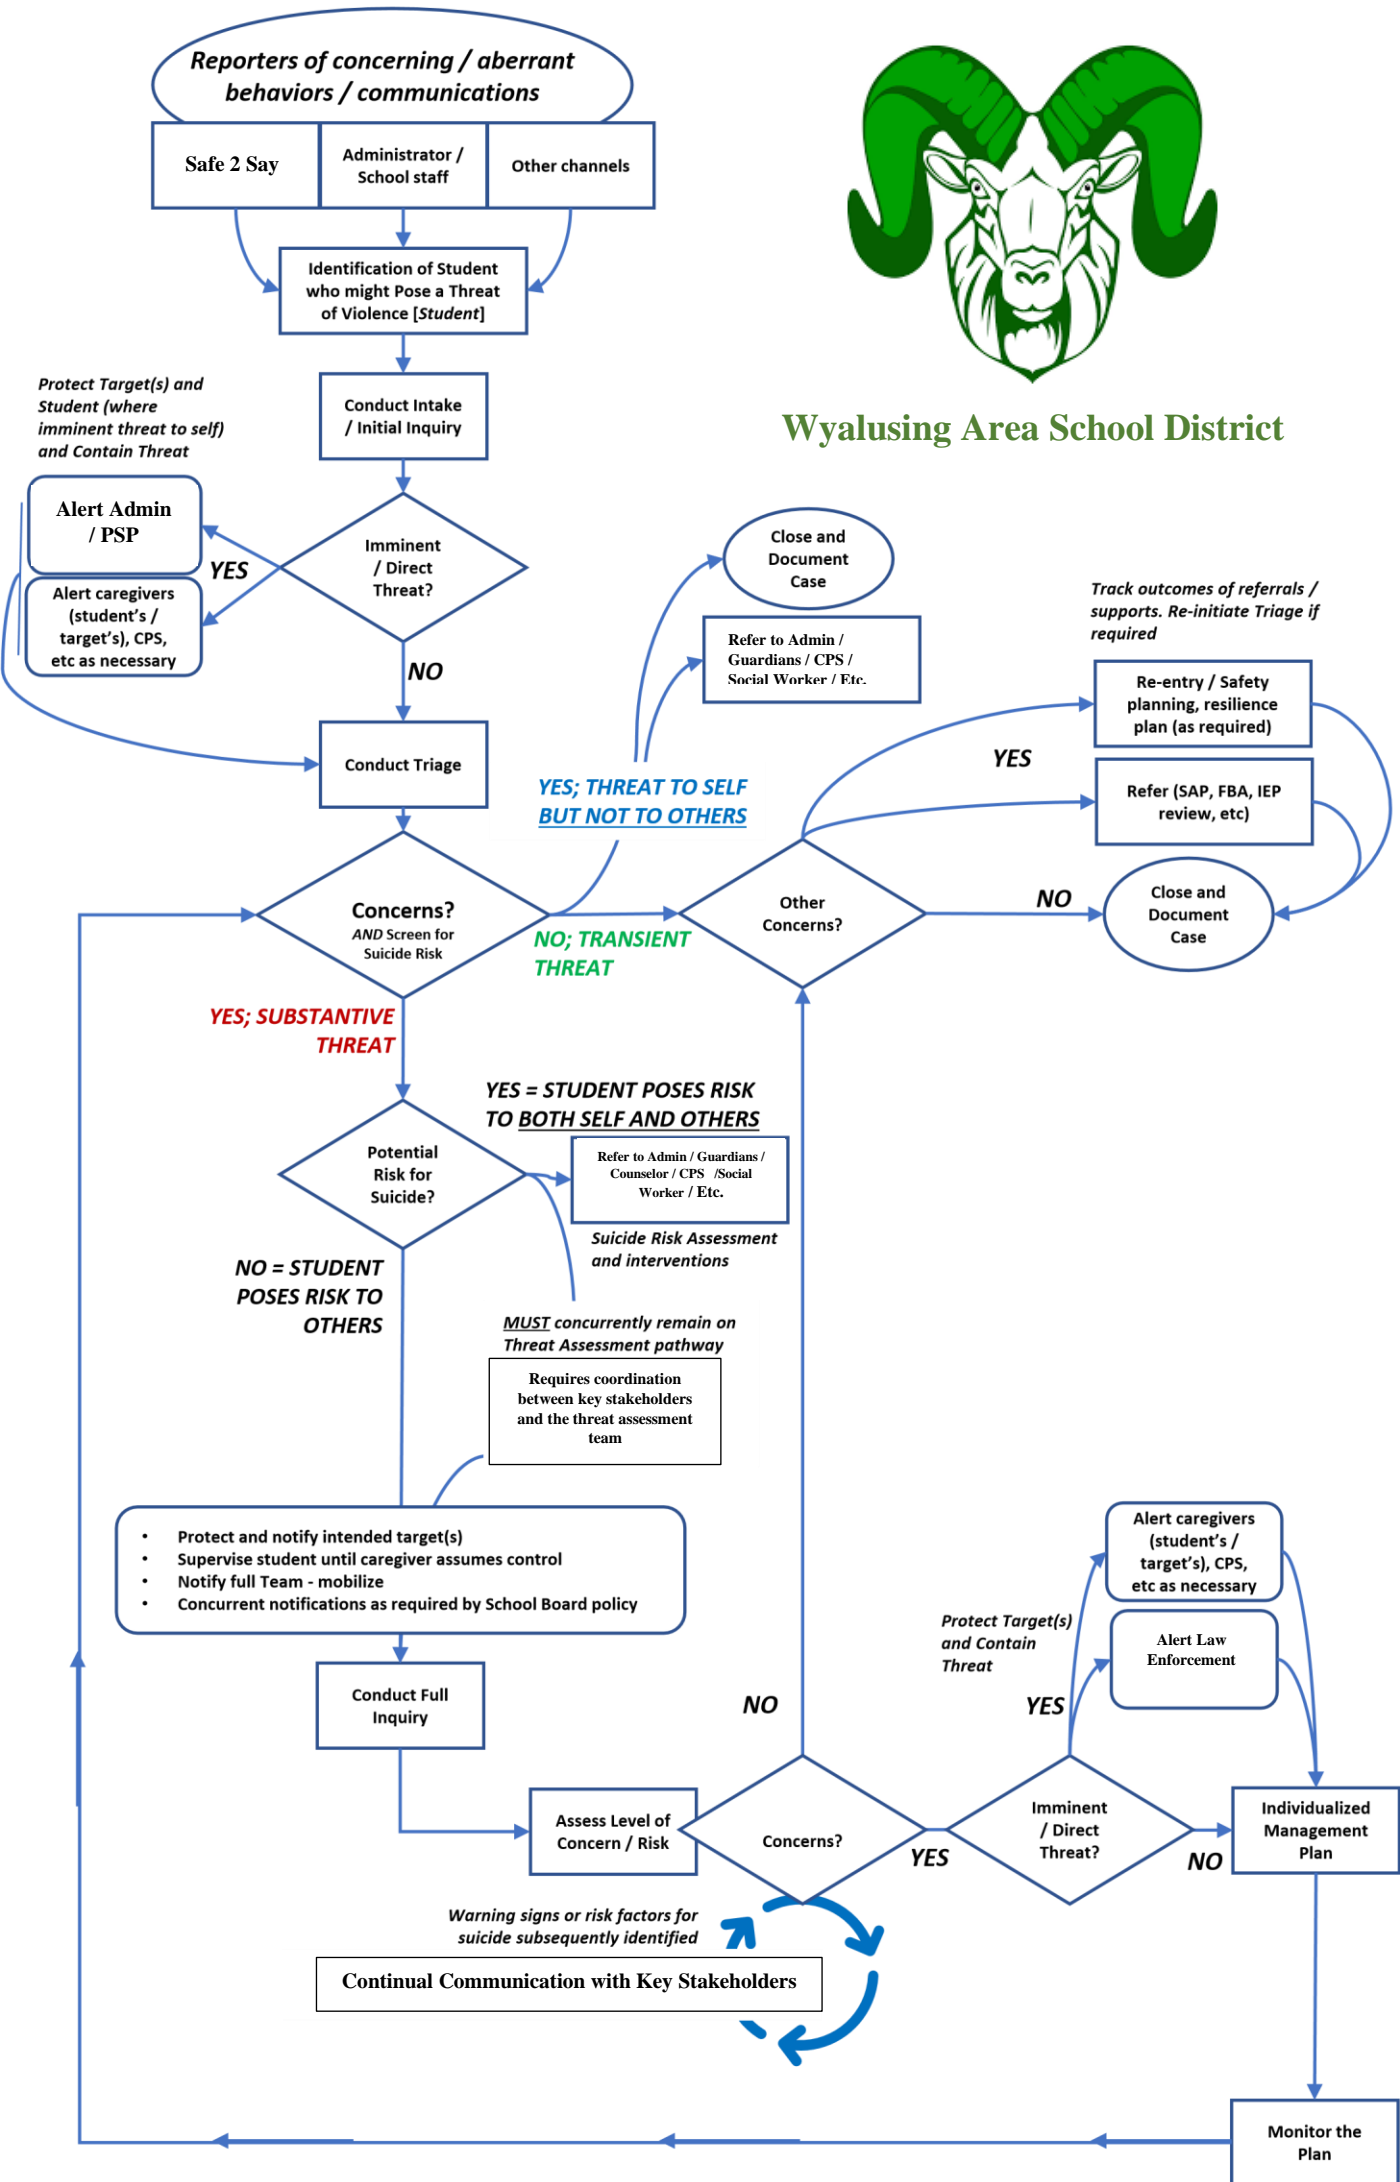 Reporters of concerning / aberrant
behaviors / communications
Safe 2 Say
Administrator /
School staff
Other channels
Identification of Student
who might Pose a Threat
of Violence [Student]
Wyalusing Area School District
Protect Target(s) and
Student (where
imminent threat to self)
and Contain Threat
Conduct Intake
/ Initial Inquiry
Alert Admin
/ PSP
YES
Alert caregivers
(student's /
target's), CPS,
etc as necessary
Imminent
/ Direct
Threat?
NO
Conduct Triage
Close and
Document
Case
Refer to Admin /
Guardians / CPS /
Social Worker / Etc.
YES; THREAT TO SELF
BUT NOT TO OTHERS
Track outcomes of referrals /
supports. Re-initiate Triage if
required
Re-entry / Safety
planning, resilience
plan (as required)
YES
Refer (SAP, FBA, IEP
review, etc)
Concerns?
AND Screen for
Suicide Risk
NO; TRANSIENT
THREAT
Other
Concerns?
NO
Close and
Document
Case
YES; SUBSTANTIVE
THREAT
YES = STUDENT POSES RISK
TO BOTH SELF AND OTHERS
Potential
Risk for
Suicide?
Refer to Admin / Guardians /
Counselor / CPS /Social
Worker / Etc.
Suicide Risk Assessment
and interventions
NO = STUDENT
POSES RISK TO
OTHERS
MUST concurrently remain on
Threat Assessment pathway
Requires coordination
between key stakeholders
and the threat assessment
team
• Protect and notify intended target(s)
• Supervise student until caregiver assumes control
• Notify full Team - mobilize
• Concurrent notifications as required by School Board policy
Conduct Full
Inquiry
Alert caregivers
(student's /
target's), CPS,
etc as necessary
Protect Target(s)
and Contain
Threat
Alert Law
Enforcement
NO
YES
Assess Level of
Concern / Risk
Concerns?
YES
Imminent
/ Direct
Threat?
NO
Individualized
Management
Plan
Warning signs or risk factors for
suicide subsequently identified
Continual Communication with Key Stakeholders
Monitor the
Plan